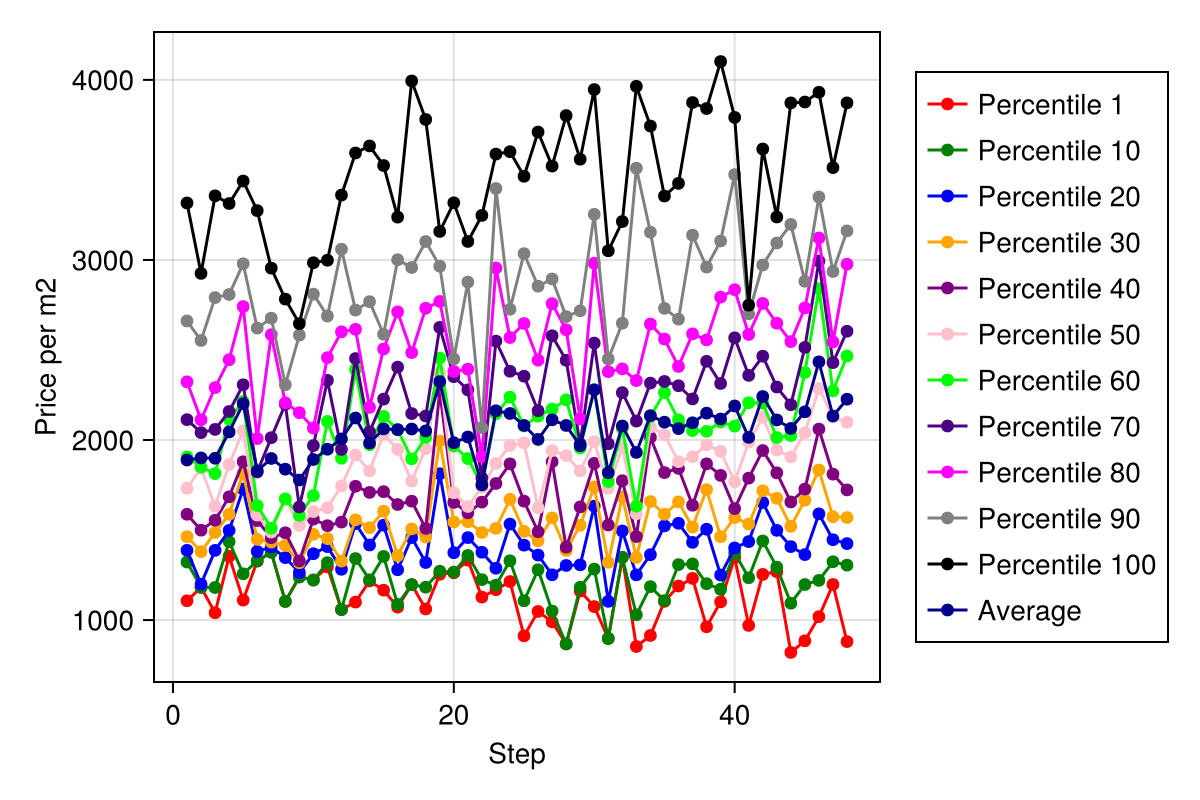 4000
3000
2000
1000
Price per m2
0
20
40
Step
Percentile 1
Percentile 10
Percentile 20
Percentile 30
Percentile 40
Percentile 50
Percentile 60
Percentile 70
Percentile 80
Percentile 90
Percentile 100
Average